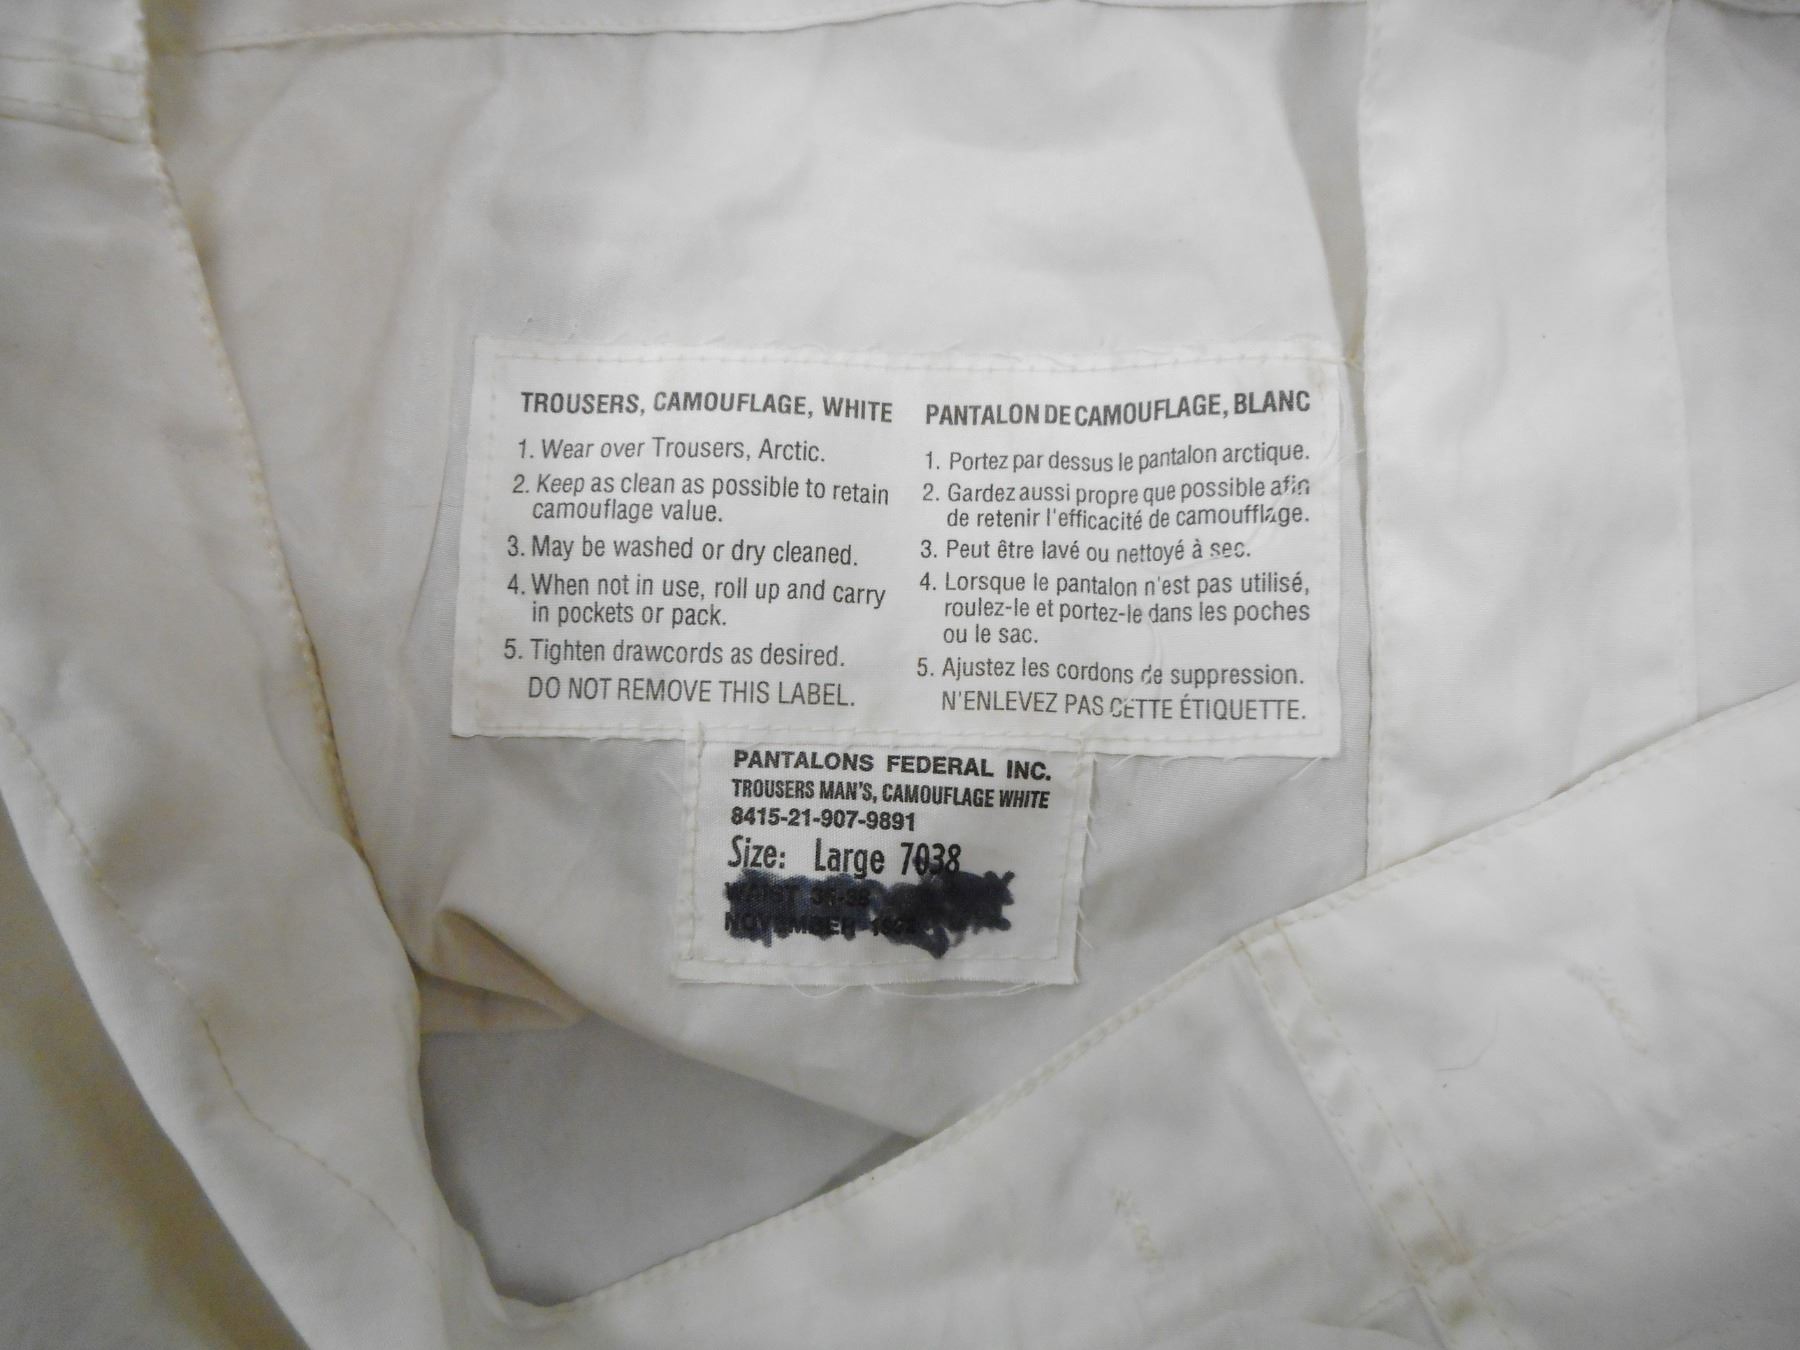 TROUSERS, CAMOUFLAGE, WHITE
1. Wear over Trousers, Arctic.
2. Keep as clean as possible to retain
camouflage value.
3. May be washed or dry cleaned.
4. When not in use, roll up and carry
in pockets or pack.
5. Tighten drawcords as desired.
DO NOT REMOVE THIS LABEL.
PANTALON DE CAMOUFLAGE, BLANC
1. Portez par dessus le pantalon arctique.
2. Gardez aussi propre que possible afin
de retenir l'efficacité de camoufflage.
3. Peut être lavé ou nettoyé à sec.
4. Lorsque le pantalon n'est pas utilisé,
roulez-le et portez-le dans les poches
ou le sac.
5. Ajustez les cordons de suppression.
N'ENLEVEZ PAS CETTE ÉTIQUETTE.
PANTALONS FEDERAL INC.
TROUSERS MAN'S, CAMOUFLAGE WHITE
8415-21-907-9891
Size: Large 7038
WAIST
NOVEMBER